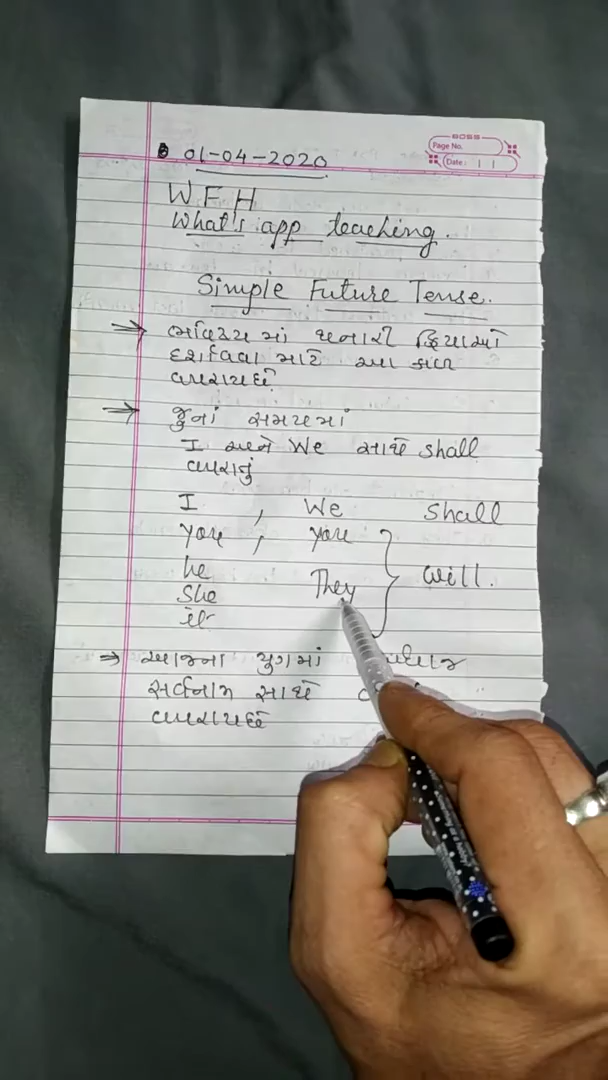 BOSS
Page No.
Date :
01-04-2020
W F H
What's app teaching.
Simple Future Tense.
→ ભવિષ્ય માં થનારી ક્રિયાઓ
દર્શાવવા માટે આ કાળ
વપરાય છે
→ જુનાં સમયમાં
I અને We સાથે shall
વપરાતું
I , We shall
you , you
he They will.
She
it
→ આજના યુગમાં
સર્વનામ સાથે
વપરાય છે